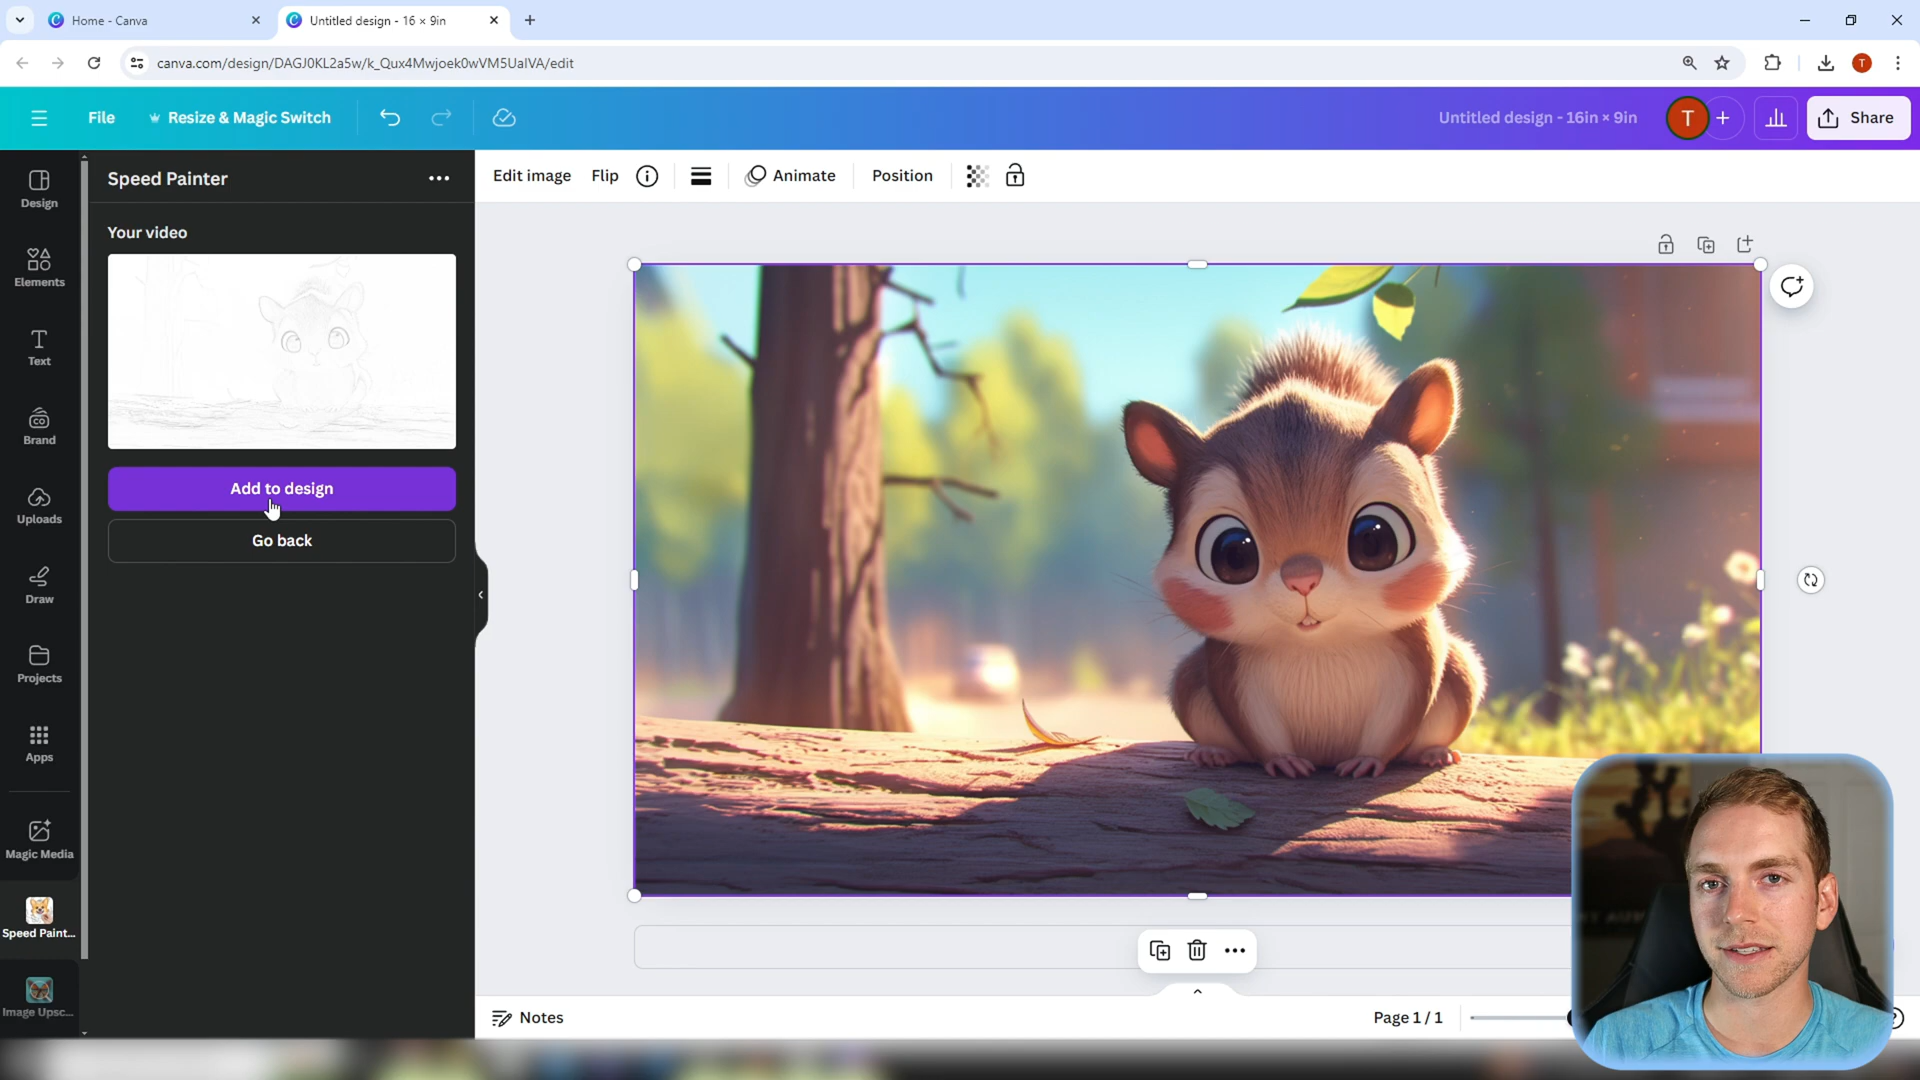 Home - Canva
Untitled design - 16 × 9in
canva.com/design/DAGJ0KL2a5w/k_Qux4Mwjoek0wVM5UaIVA/edit
T
File
Resize & Magic Switch
Untitled design - 16in × 9in
T
Share
Design
Elements
Text
Brand
Uploads
Draw
Projects
Apps
Magic Media
Speed Paint...
Image Upsc...
Speed Painter
Your video
Add to design
Go back
Edit image
Flip
Animate
Position
Notes
Page 1 / 1